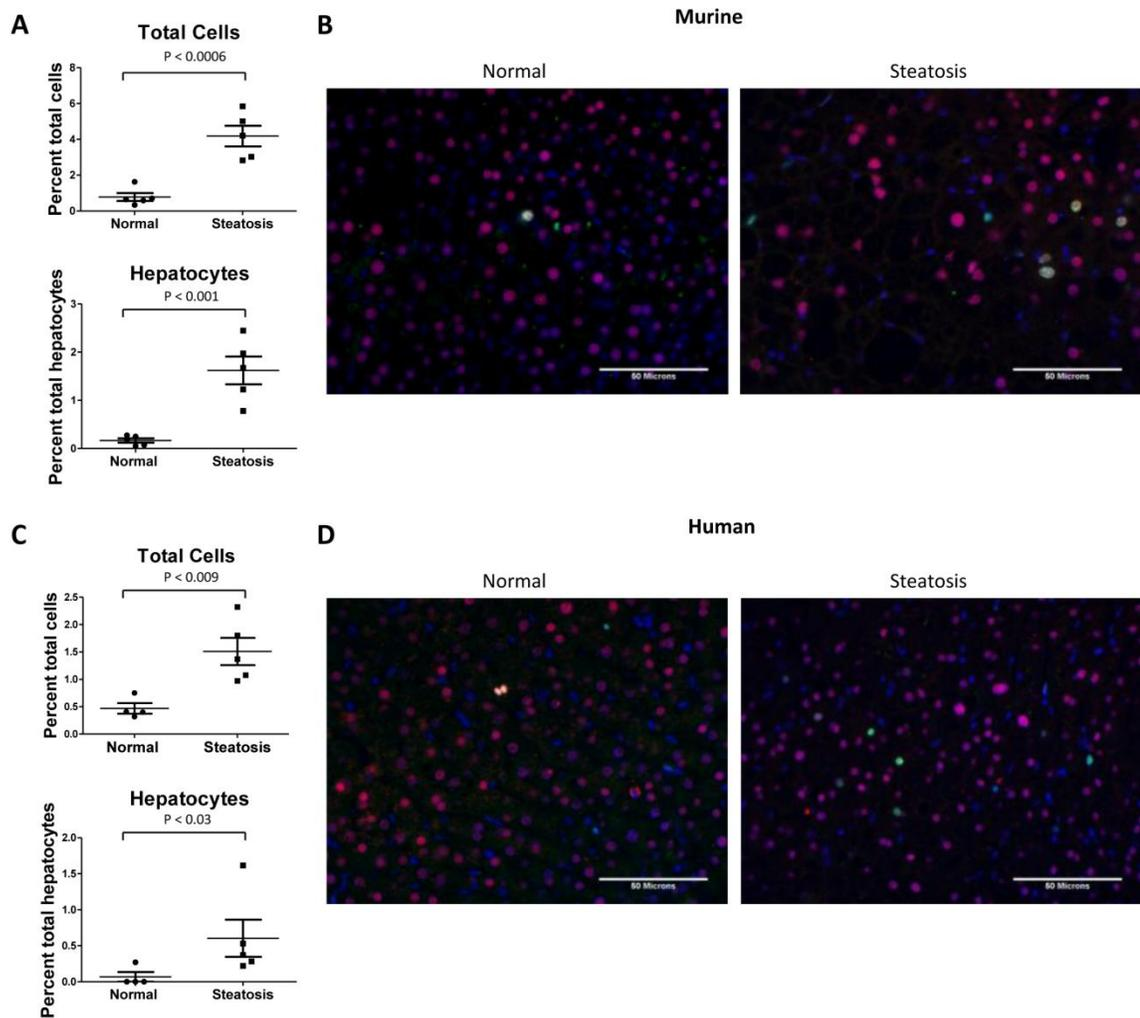 A
Total Cells
P < 0.0006
Percent total cells
8
6
4
2
0
Normal
Steatosis
Hepatocytes
P < 0.001
Percent total hepatocytes
3
2
1
0
Normal
Steatosis
B
Murine
Normal
Steatosis
50 Microns
50 Microns
C
Total Cells
P < 0.009
Percent total cells
2.5
2.0
1.5
1.0
0.5
0.0
Normal
Steatosis
Hepatocytes
P < 0.03
Percent total hepatocytes
2.0
1.5
1.0
0.5
0.0
Normal
Steatosis
D
Human
Normal
Steatosis
50 Microns
50 Microns